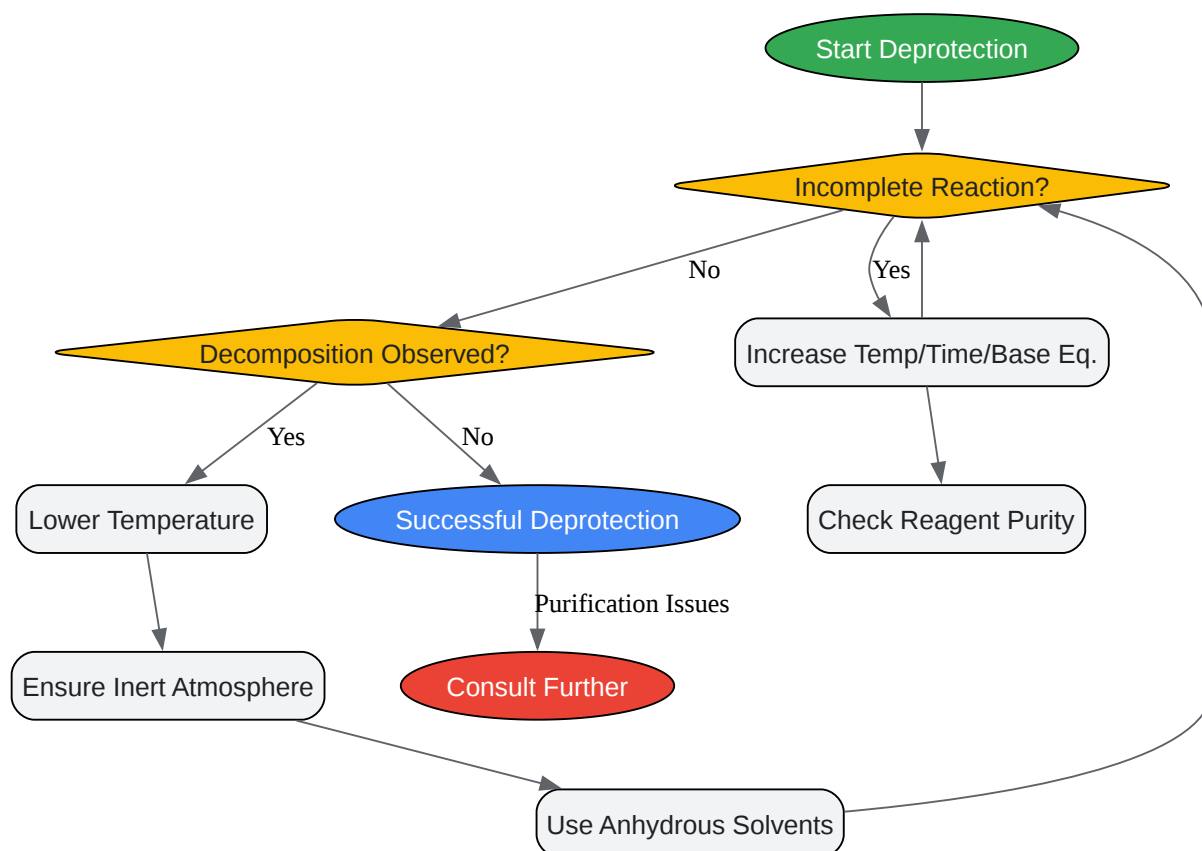 Start Deprotection
Incomplete Reaction?
No
Yes
Decomposition Observed?
Increase Temp/Time/Base Eq.
Yes
No
Lower Temperature
Successful Deprotection
Check Reagent Purity
Purification Issues
Ensure Inert Atmosphere
Consult Further
Use Anhydrous Solvents